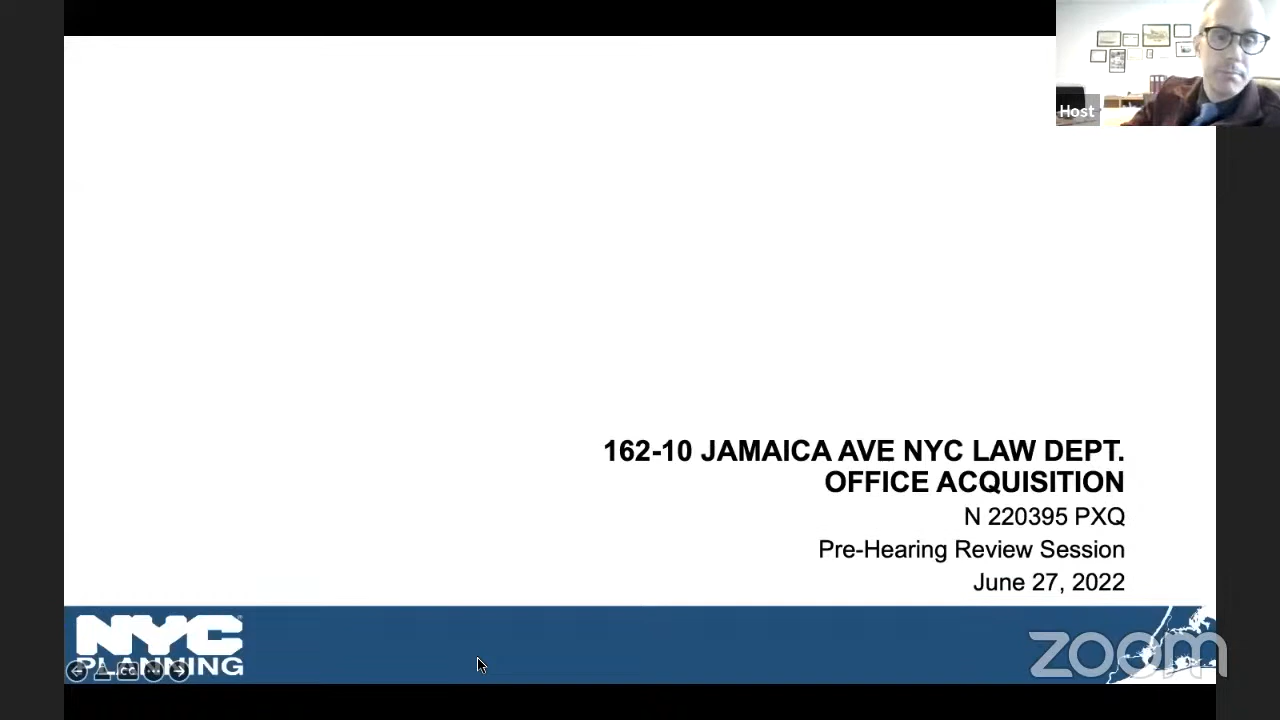 Host
162-10 JAMAICA AVE NYC LAW DEPT.
OFFICE ACQUISITION
N 220395 PXQ
Pre-Hearing Review Session
June 27, 2022
NYC
PLANNING
zoom